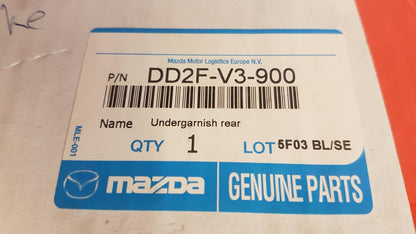 Ke
Mazda Motor Logistics Europe N.V.
P/N DD2F-V3-900
Name Undergarnish rear
QTY 1 LOT 5F03 BL/SE
MLE-001
mazda GENUINE PARTS